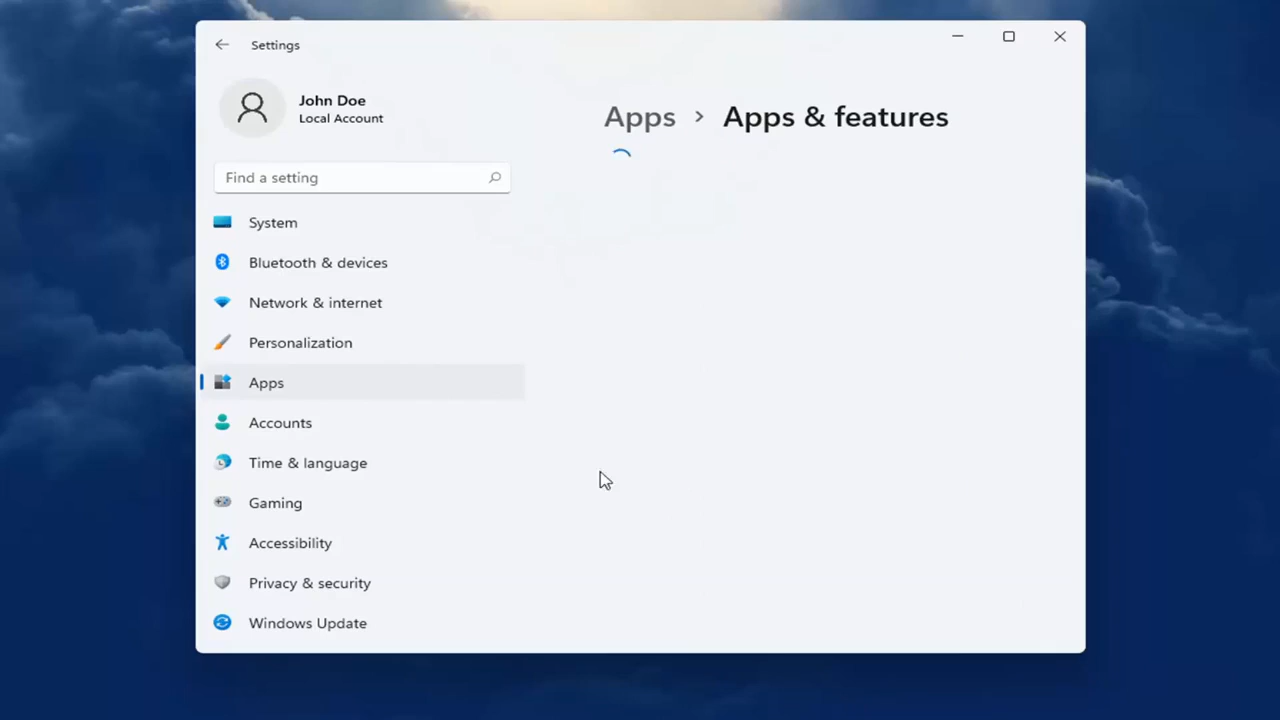 Settings
John Doe
Local Account
Find a setting
System
Bluetooth & devices
Network & internet
Personalization
Apps
Accounts
Time & language
Gaming
Accessibility
Privacy & security
Windows Update
Apps > Apps & features